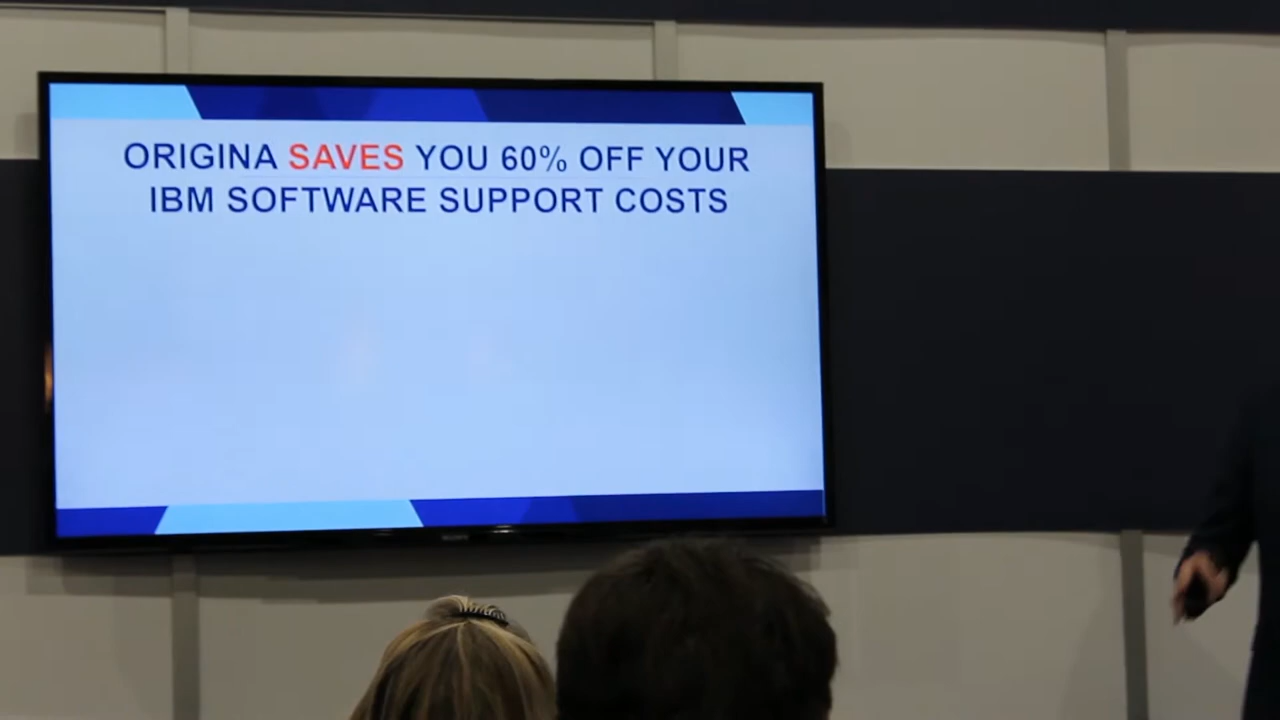 ORIGINA SAVES YOU 60% OFF YOUR
IBM SOFTWARE SUPPORT COSTS